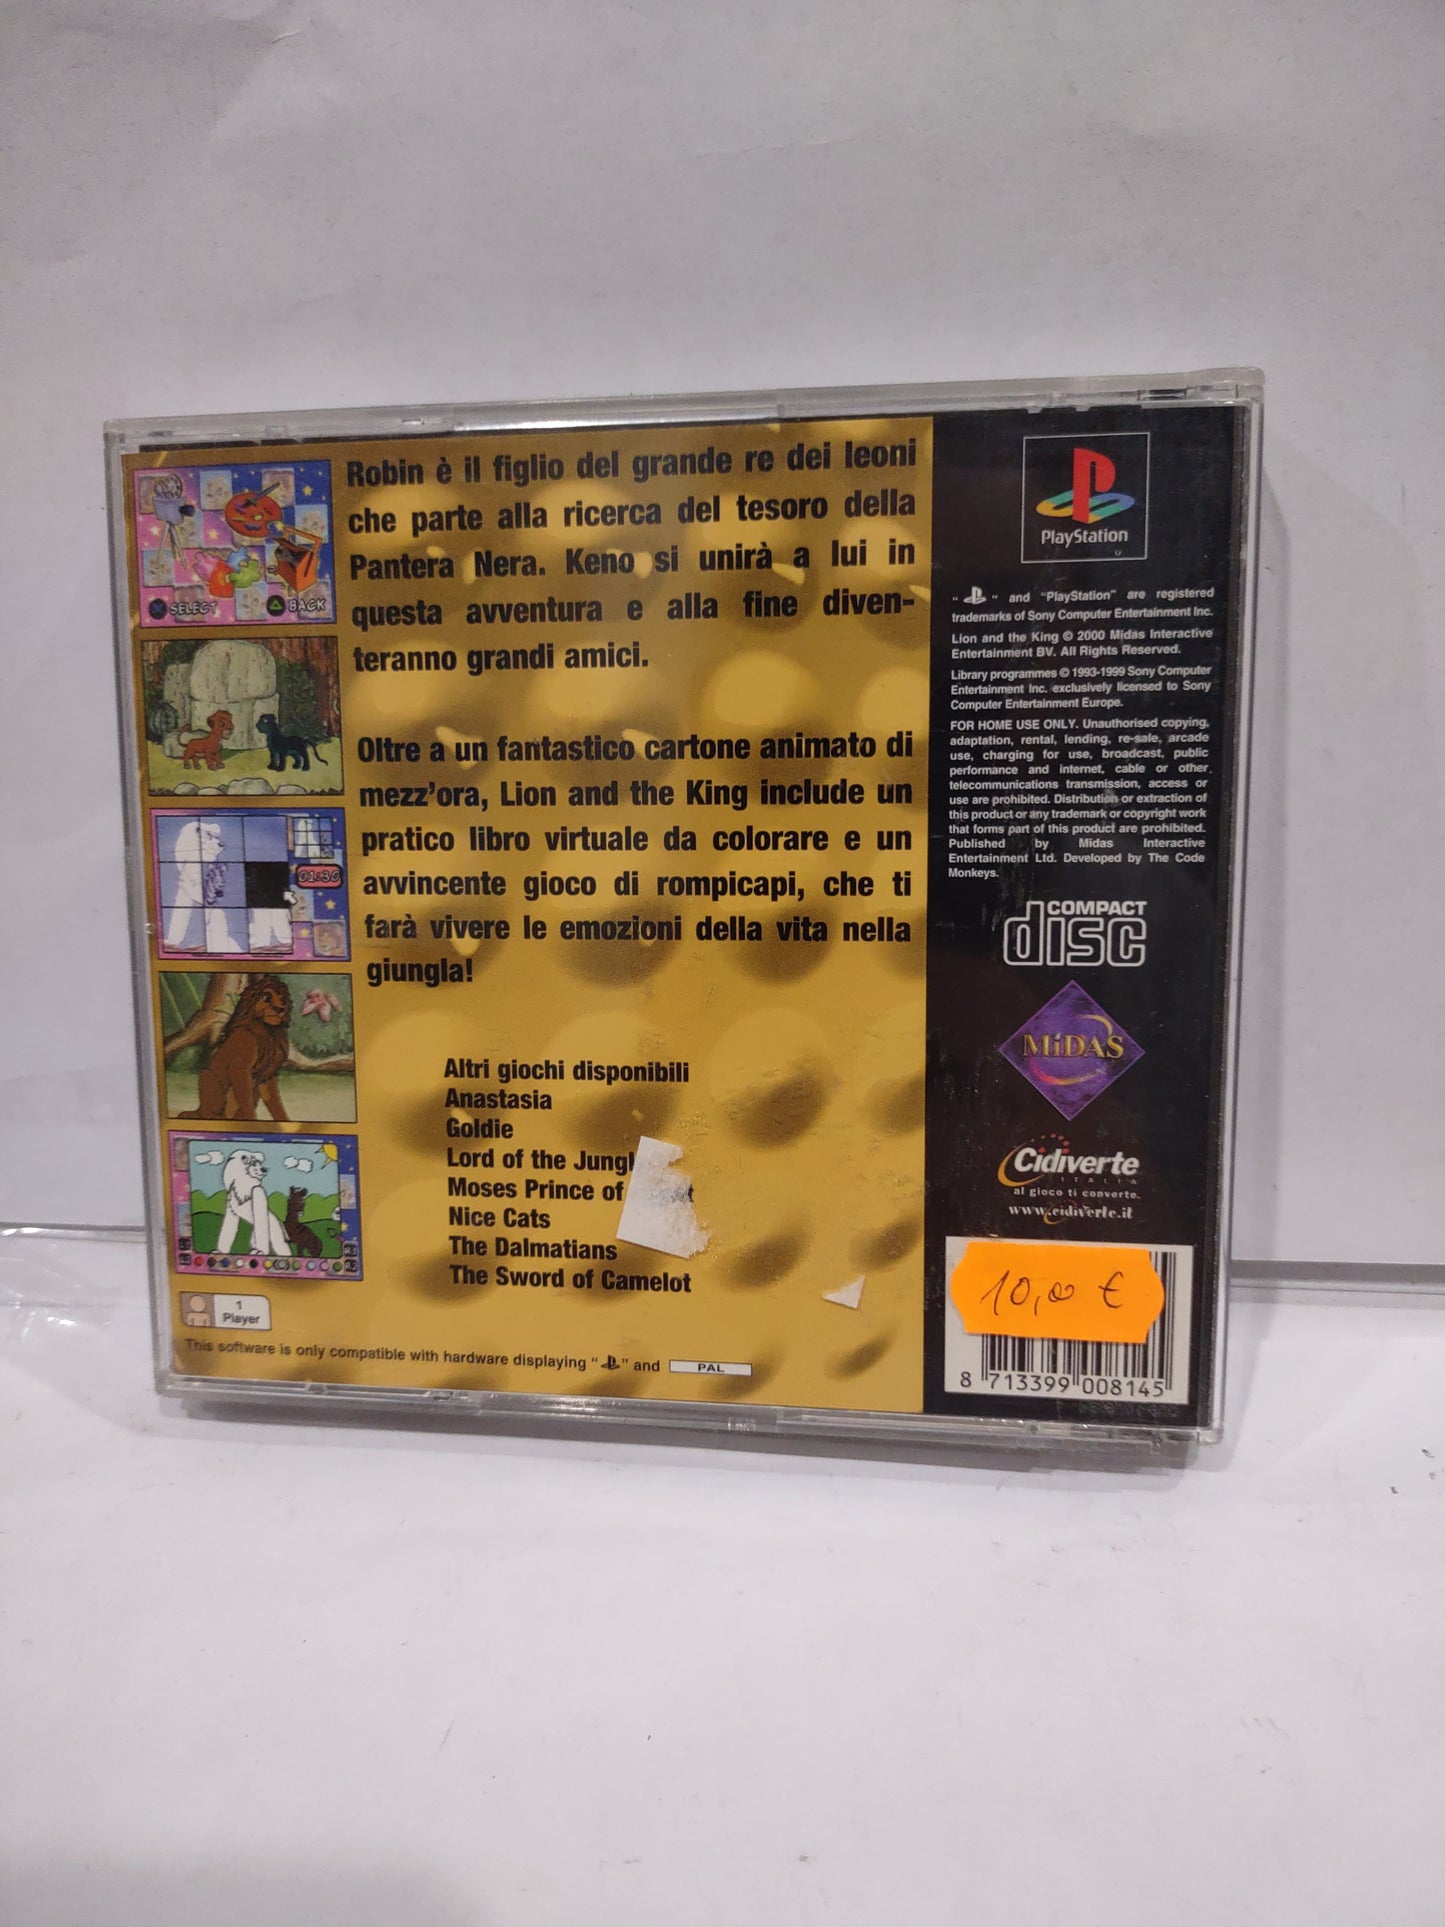 SELECT
BACK
01:30
Robin è il figlio del grande re dei leoni
che parte alla ricerca del tesoro della
Pantera Nera. Keno si unirà a lui in
questa avventura e alla fine diven-
teranno grandi amici.
Oltre a un fantastico cartone animato di
mezz'ora, Lion and the King include un
pratico libro virtuale da colorare e un
avvincente gioco di rompicapi, che ti
farà vivere le emozioni della vita nella
giungla!
Altri giochi disponibili
Anastasia
Goldie
Lord of the
Moses Prince of
Nice Cats
The Dalmatians
The Sword of Camelot
1
Player
This software is only compatible with hardware displaying " " and PAL
PlayStation
" " and "PlayStation" are registered
trademarks of Sony Computer Entertainment Inc.
Lion and the King © 2000 Midas Interactive
Entertainment BV. All Rights Reserved.
Library programmes © 1993-1999 Sony Computer
Entertainment Inc. exclusively licensed to Sony
Computer Entertainment Europe.
FOR HOME USE ONLY. Unauthorised copying,
adaptation, rental, lending, re-sale, arcade
use, charging for use, broadcast, public
performance and internet, cable or other
telecommunications transmission, access or
use are prohibited. Distribution or extraction of
this product or any trademark or copyright work
that forms part of this product are prohibited.
Published by Midas Interactive
Entertainment Ltd. Developed by The Code
Monkeys.
COMPACT
disc
MiDAS
Cidiverte
ITALIA
al gioco ti converte.
www.cidiverte.it
10,00 €
8 713399 008145